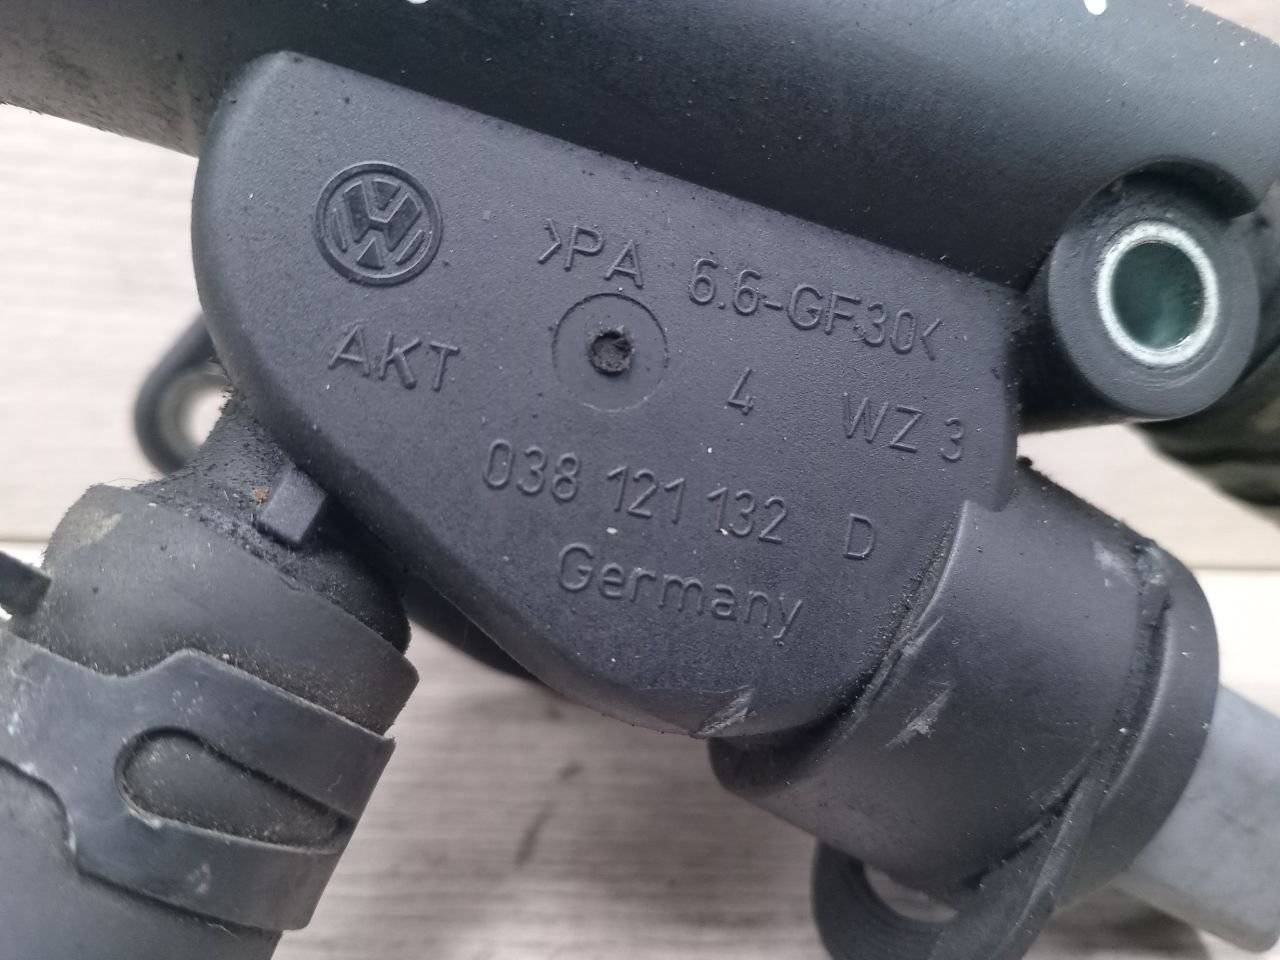 >PA 6.6-GF30<
AKT
4 WZ 3
038 121 132 D
Germany